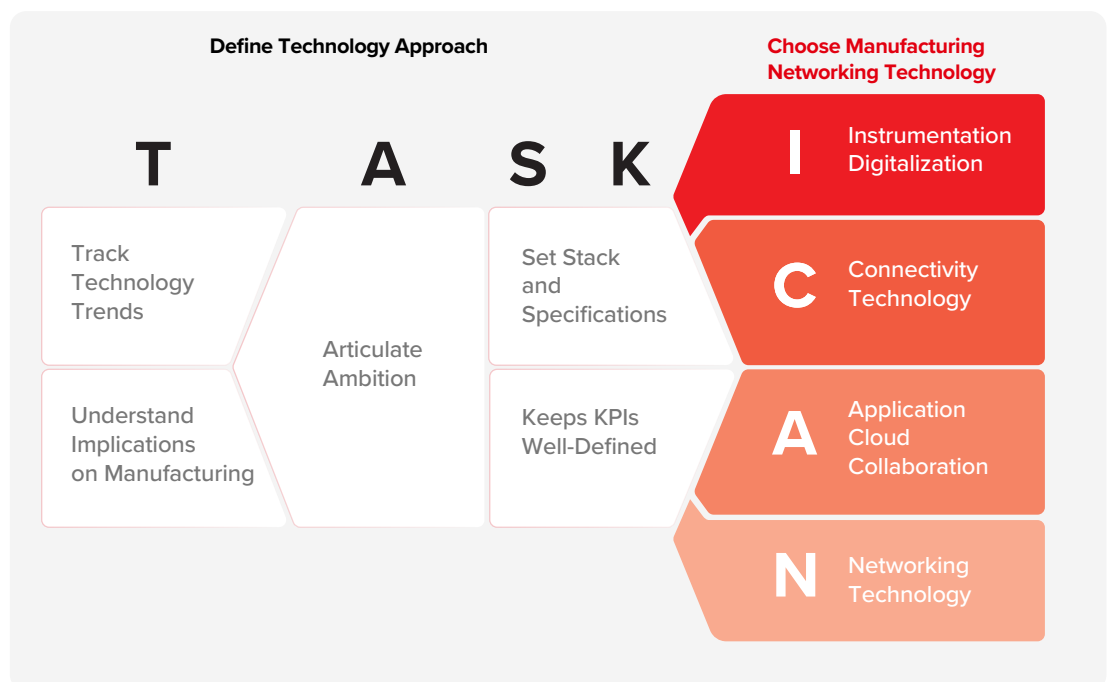 Define Technology Approach
Choose Manufacturing
Networking Technology
T
A
S
K
Track
Technology
Trends
Understand
Implications
on Manufacturing
Articulate
Ambition
Set Stack
and
Specifications
Keeps KPIs
Well-Defined
I
Instrumentation
Digitalization
C
Connectivity
Technology
A
Application
Cloud
Collaboration
N
Networking
Technology